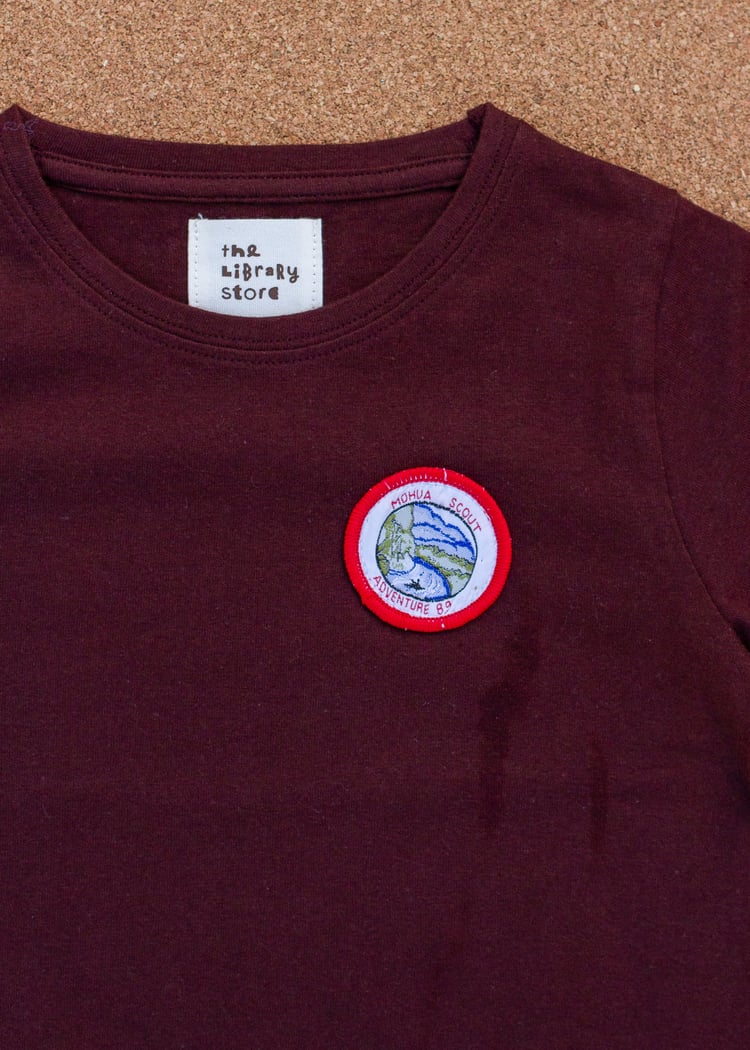 the
LiBraRy
store
MOHUA SCOUT
ADVENTURE 89